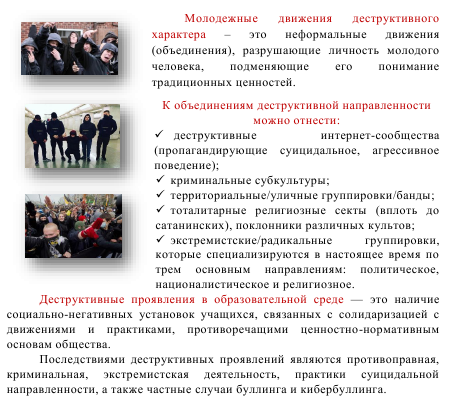 Молодежные движения деструктивного
характера – это неформальные движения
(объединения), разрушающие личность молодого
человека, подменяющие его понимание
традиционных ценностей.
К объединениям деструктивной направленности
можно отнести:
✓ деструктивные интернет-сообщества
(пропагандирующие суицидальное, агрессивное
поведение);
✓ криминальные субкультуры;
✓ территориальные/уличные группировки/банды;
✓ тоталитарные религиозные секты (вплоть до
сатанинских), поклонники различных культов;
✓ экстремистские/радикальные группировки,
которые специализируются в настоящее время по
трем основным направлениям: политическое,
националистическое и религиозное.
Деструктивные проявления в образовательной среде — это наличие
социально-негативных установок учащихся, связанных с солидаризацией с
движениями и практиками, противоречащими ценностно-нормативным
основам общества.
Последствиями деструктивных проявлений являются противоправная,
криминальная, экстремистская деятельность, практики суицидальной
направленности, а также частные случаи буллинга и кибербуллинга.